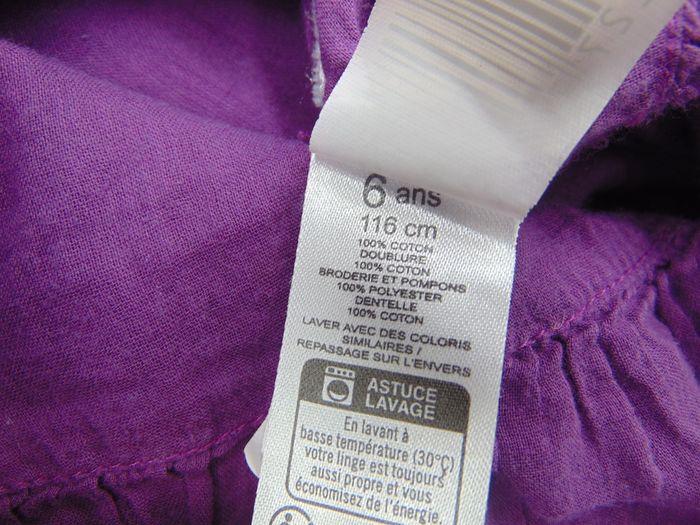 6 ans
116 cm
100% COTON
DOUBLURE
100% COTON
BRODERIE ET POMPONS
100% POLYESTER
DENTELLE
100% COTON
LAVER AVEC DES COLORIS
SIMILAIRES /
REPASSAGE SUR L'ENVERS
ASTUCE
LAVAGE
En lavant à
basse température (30°C)
votre linge est toujours
aussi propre et vous
économisez de l'énergie.